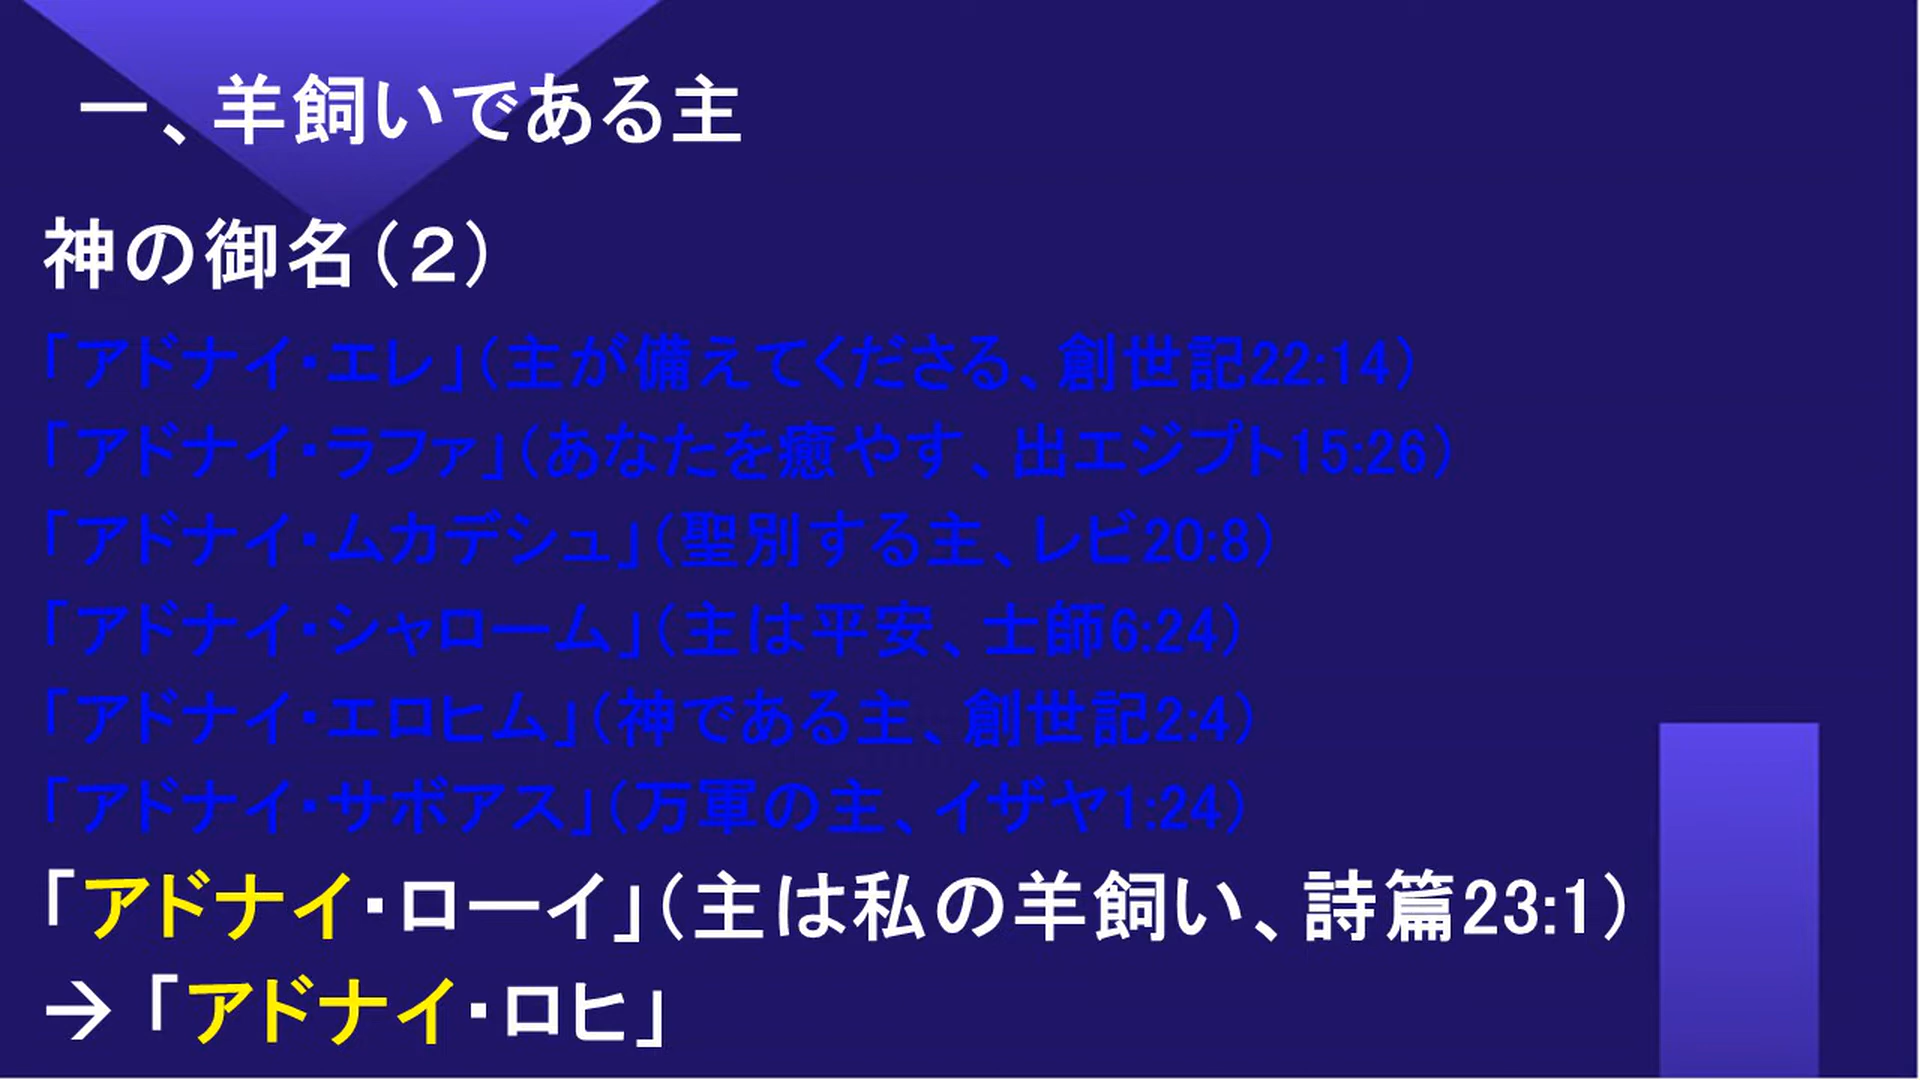 一、羊飼いである主
神の御名（２）
「アドナイ・エレ」（主が備えてくださる、創世記22:14）
「アドナイ・ラファ」（あなたを癒やす、出エジプト15:26）
「アドナイ・ムカデシュ」（聖別する主、レビ20:8）
「アドナイ・シャローム」（主は平安、士師6:24）
「アドナイ・エロヒム」（神である主、創世記2:4）
「アドナイ・サボアス」（万軍の主、イザヤ1:24）
「アドナイ・ローイ」（主は私の羊飼い、詩篇23:1）
→「アドナイ・ロヒ」